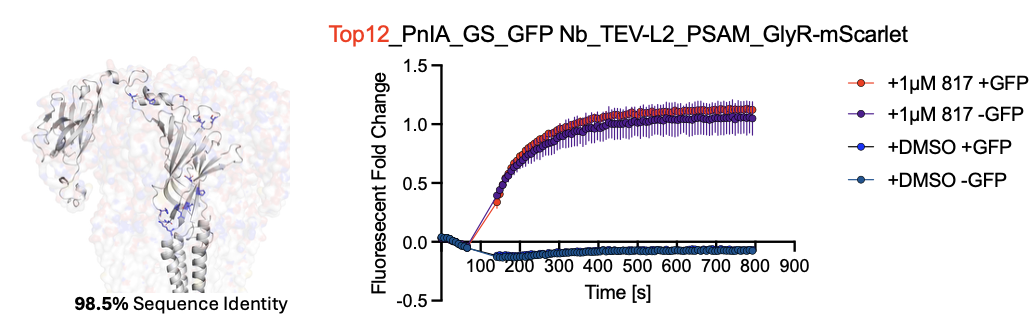 Top12_PnIA_GS_GFP Nb_TEV-L2_PSAM_GlyR-mScarlet
98.5% Sequence Identity
Fluoresecent Fold Change
1.5
1.0
0.5
0.0
-0.5
100 200 300 400 500 600 700 800 900
Time [s]
+1µM 817 +GFP
+1µM 817 -GFP
+DMSO +GFP
+DMSO -GFP